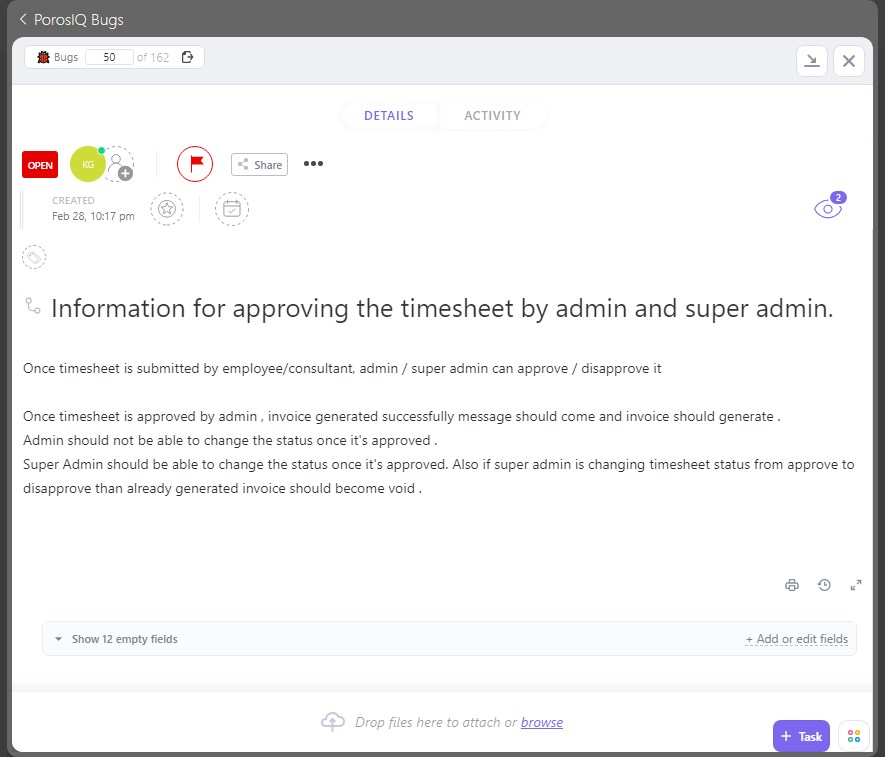 PorosIQ Bugs
Bugs 50 of 162
DETAILS ACTIVITY
OPEN KG Share
CREATED
Feb 28, 10:17 pm
2
Information for approving the timesheet by admin and super admin.
Once timesheet is submitted by employee/consultant, admin / super admin can approve / disapprove it
Once timesheet is approved by admin , invoice generated successfully message should come and invoice should generate .
Admin should not be able to change the status once it's approved .
Super Admin should be able to change the status once it's approved. Also if super admin is changing timesheet status from approve to
disapprove than already generated invoice should become void .
Show 12 empty fields + Add or edit fields
Drop files here to attach or browse
+ Task